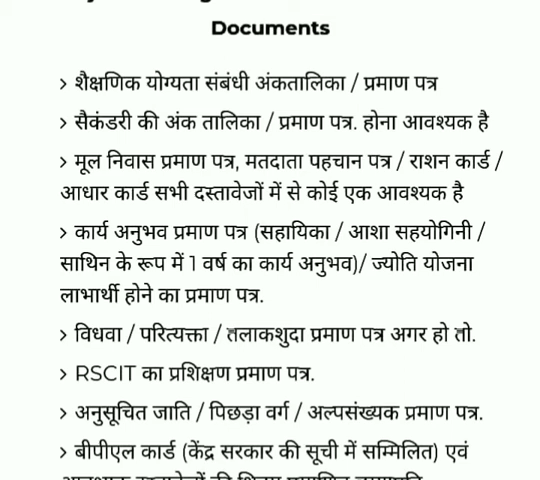 Documents
> शैक्षणिक योग्यता संबंधी अंकतालिका / प्रमाण पत्र
> सैकंडरी की अंक तालिका / प्रमाण पत्र. होना आवश्यक है
> मूल निवास प्रमाण पत्र, मतदाता पहचान पत्र / राशन कार्ड /
आधार कार्ड सभी दस्तावेजों में से कोई एक आवश्यक है
> कार्य अनुभव प्रमाण पत्र (सहायिका / आशा सहयोगिनी /
साथिन के रूप में 1 वर्ष का कार्य अनुभव)/ ज्योति योजना
लाभार्थी होने का प्रमाण पत्र.
> विधवा / परित्यक्ता / तलाकशुदा प्रमाण पत्र अगर हो तो.
> RSCIT का प्रशिक्षण प्रमाण पत्र.
> अनुसूचित जाति / पिछड़ा वर्ग / अल्पसंख्यक प्रमाण पत्र.
> बीपीएल कार्ड (केंद्र सरकार की सूची में सम्मिलित) एवं